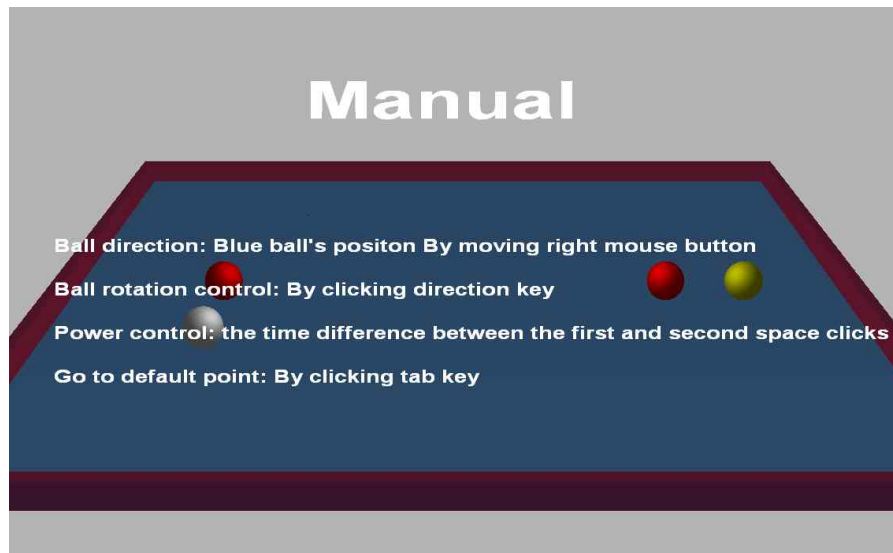 Manual
Ball direction: Blue ball's positon By moving right mouse button
Ball rotation control: By clicking direction key
Power control: the time difference between the first and second space clicks
Go to default point: By clicking tab key